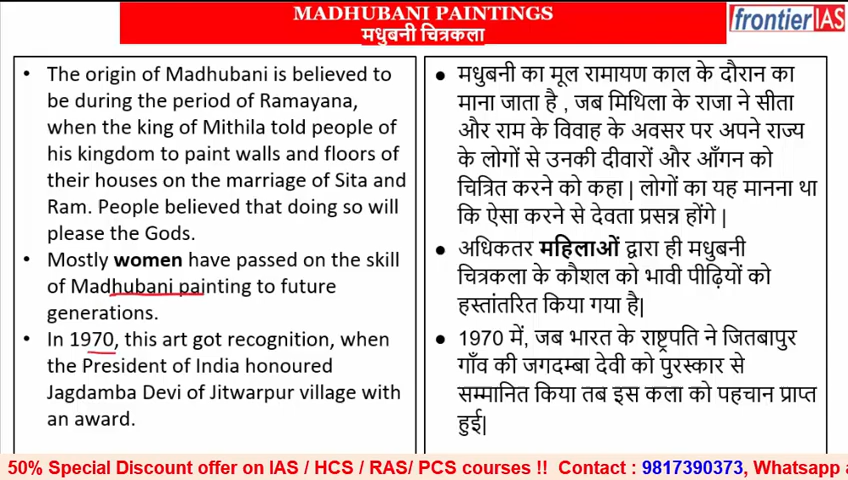 MADHUBANI PAINTINGS
मधुबनी चित्रकला
frontierIAS
• The origin of Madhubani is believed to
be during the period of Ramayana,
when the king of Mithila told people of
his kingdom to paint walls and floors of
their houses on the marriage of Sita and
Ram. People believed that doing so will
please the Gods.
• Mostly women have passed on the skill
of Madhubani painting to future
generations.
• In 1970, this art got recognition, when
the President of India honoured
Jagdamba Devi of Jitwarpur village with
an award.
• मधुबनी का मूल रामायण काल के दौरान का
माना जाता है , जब मिथिला के राजा ने सीता
और राम के विवाह के अवसर पर अपने राज्य
के लोगों से उनकी दीवारों और आँगन को
चित्रित करने को कहा | लोगों का यह मानना था
कि ऐसा करने से देवता प्रसन्न होंगे |
• अधिकतर महिलाओं द्वारा ही मधुबनी
चित्रकला के कौशल को भावी पीढ़ियों को
हस्तांतरित किया गया है|
• 1970 में, जब भारत के राष्ट्रपति ने जितबापुर
गाँव की जगदम्बा देवी को पुरस्कार से
सम्मानित किया तब इस कला को पहचान प्राप्त
हुई|
50% Special Discount offer on IAS / HCS / RAS/ PCS courses !! Contact : 9817390373, Whatsapp a